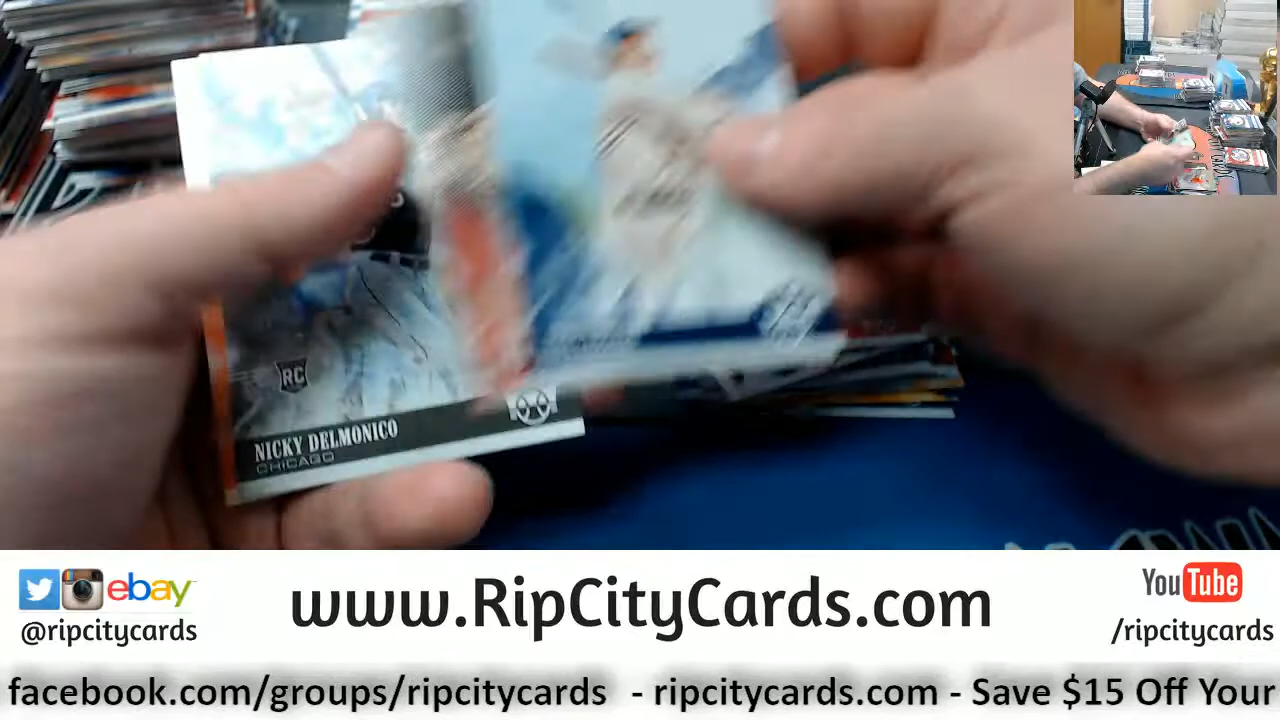 RC
NICKY DELMONICO
CHICAGO
ebay
@ripcitycards
www.RipCityCards.com
YouTube
/ripcitycards
facebook.com/groups/ripcitycards - ripcitycards.com - Save $15 Off Your